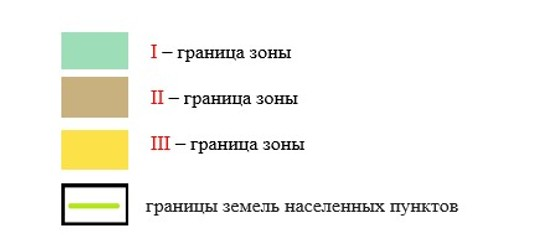 I – граница зоны
II – граница зоны
III – граница зоны
границы земель населенных пунктов